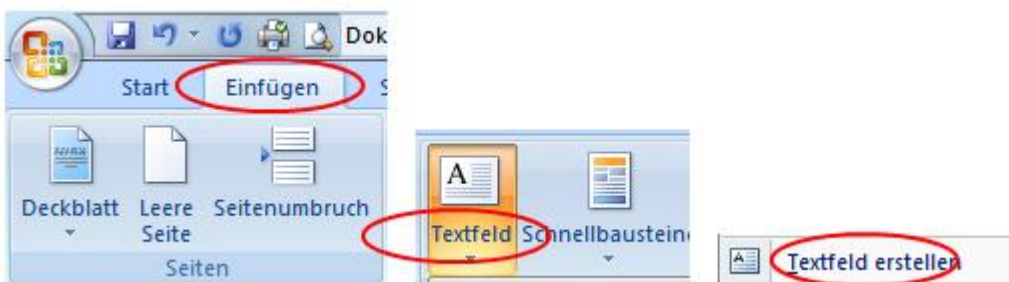 Dok
Start Einfügen
Deckblatt Leere Seite Seitenumbruch
Seiten
A
Textfeld Schnellbausteine
A Textfeld erstellen